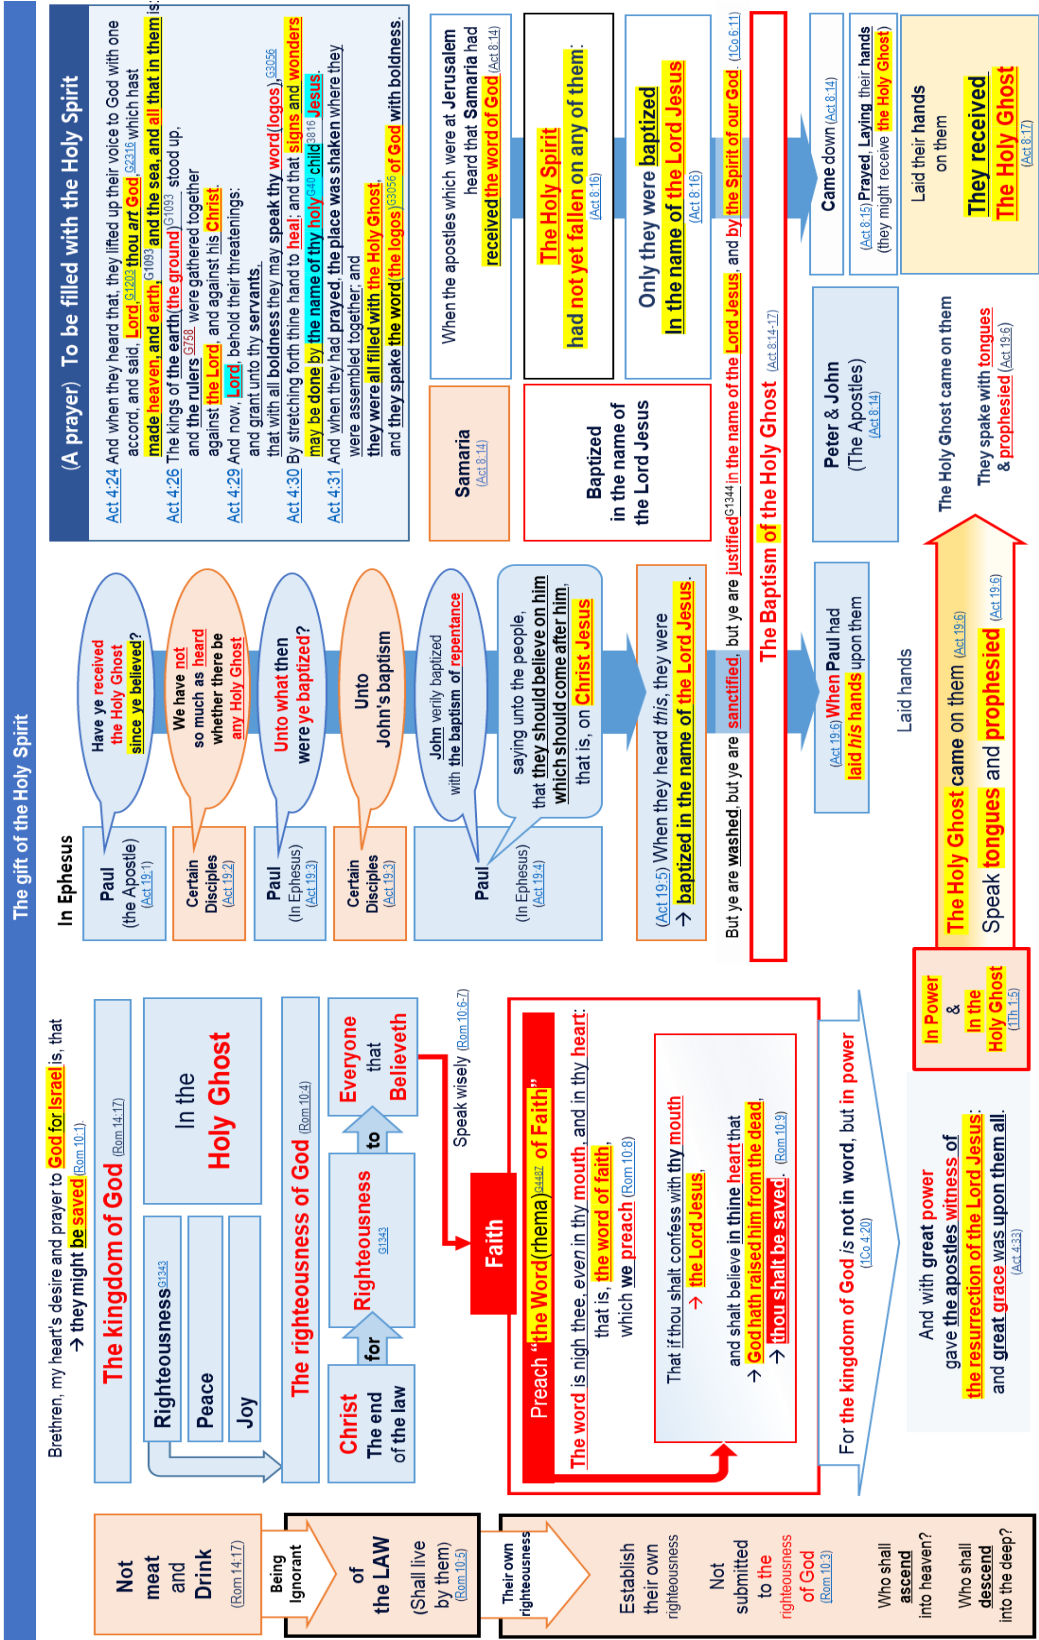 The gift of the Holy Spirit
Not
meat
and
Drink
(Rom 14:17)
Being
Ignorant
of
the LAW
(Shall live
by them)
(Rom 10:5)
Their own
righteousness
Establish
their own
righteousness
Not
submitted
to the
righteousness
of God
(Rom 10:3)
Who shall
ascend
into heaven?
Who shall
descend
into the deep?
Brethren, my heart's desire and prayer to God for Israel is, that
→ they might be saved (Rom 10:1)
The kingdom of God (Rom 14:17)
Righteousness G1343
Peace
Joy
In the
Holy Ghost
The righteousness of God (Rom 10:4)
Christ
The end
of the law
for
Righteousness
G1343
to
Everyone
that
Believeth
Speak wisely (Rom 10:6-7)
Faith
Preach "the Word(rhema)G4487 of Faith"
The word is nigh thee, even in thy mouth, and in thy heart:
that is, the word of faith,
which we preach (Rom 10:8)
That if thou shalt confess with thy mouth
→ the Lord Jesus,
and shalt believe in thine heart that
→ God hath raised him from the dead,
→ thou shalt be saved. (Rom 10:9)
For the kingdom of God is not in word, but in power
(1Co 4:20)
And with great power
gave the apostles witness of
the resurrection of the Lord Jesus:
and great grace was upon them all.
(Act 4:33)
In Power
&
In the
Holy Ghost
(1Th 1:5)
In Ephesus
Paul
(the Apostle)
(Act 19:1)
Have ye received
the Holy Ghost
since ye believed?
Certain
Disciples
(Act 19:2)
We have not
so much as heard
whether there be
any Holy Ghost
Paul
(In Ephesus)
(Act 19:3)
Unto what then
were ye baptized?
Certain
Disciples
(Act 19:3)
Unto
John's baptism
Paul
(In Ephesus)
(Act 19:4)
John verily baptized
with the baptism of repentance
saying unto the people,
that they should believe on him
which should come after him,
that is, on Christ Jesus
(Act 19:5) When they heard this, they were
→ baptized in the name of the Lord Jesus.
But ye are washed, but ye are sanctified, but ye are justifiedG1344 in the name of the Lord Jesus, and by the Spirit of our God. (1Co 6:11)
The Baptism of the Holy Ghost (Act 8:14-17)
(Act 19:6) When Paul had
laid his hands upon them
Laid hands
The Holy Ghost came on them (Act 19:6)
Speak tongues and prophesied (Act 19:6)
(A prayer) To be filled with the Holy Spirit
Act 4:24 And when they heard that, they lifted up their voice to God with one
accord, and said, Lord,G1203 thou art God,G2316 which hast
made heaven, and earth,G1093 and the sea, and all that in them is:
Act 4:26 The kings of the earth(the ground)G1093 stood up,
and the rulers G758 were gathered together
against the Lord, and against his Christ.
Act 4:29 And now, Lord, behold their threatenings:
and grant unto thy servants,
that with all boldness they may speak thy word(logos),G3056
Act 4:30 By stretching forth thine hand to heal; and that signs and wonders
may be done by the name of thy holyG40 child3816 Jesus.
Act 4:31 And when they had prayed, the place was shaken where they
were assembled together; and
they were all filled with the Holy Ghost,
and they spake the word(the logos)G3056 of God with boldness.
Samaria
(Act 8:14)
When the apostles which were at Jerusalem
heard that Samaria had
received the word of God (Act 8:14)
Baptized
in the name of
the Lord Jesus
The Holy Spirit
had not yet fallen on any of them:
(Act 8:16)
Only they were baptized
In the name of the Lord Jesus
(Act 8:16)
Peter & John
(The Apostles)
(Act 8:14)
Came down (Act 8:14)
(Act 8:15) Prayed, Laying their hands
(they might receive the Holy Ghost)
Laid their hands
on them
They received
The Holy Ghost
(Act 8:17)
The Holy Ghost came on them
They spake with tongues
& prophesied (Act 19:6)